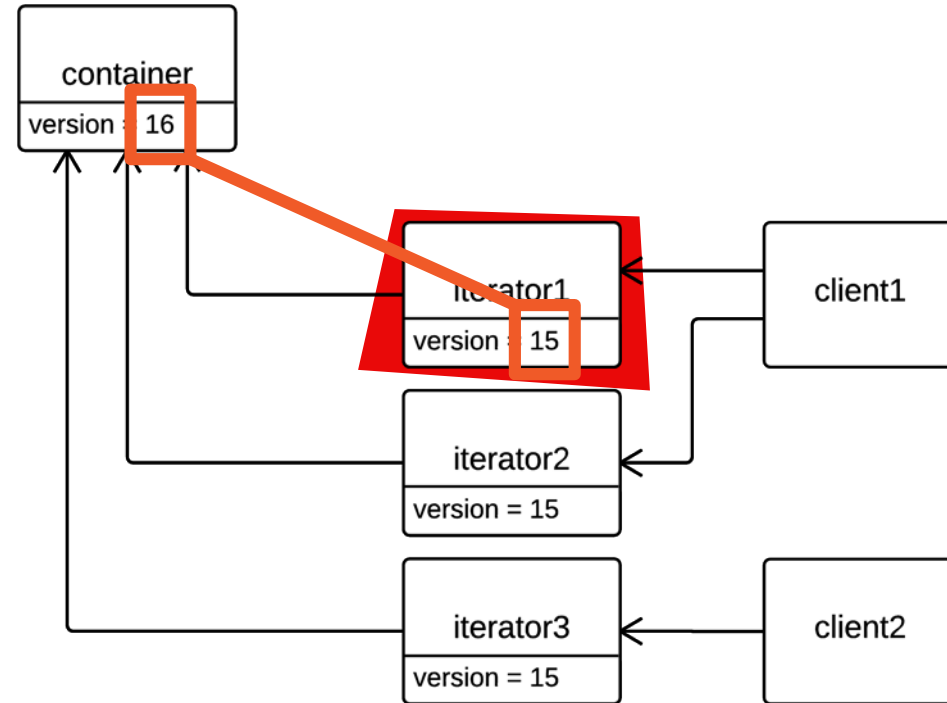 container
version = 16
iterator1
version = 15
client1
iterator2
version = 15
iterator3
version = 15
client2